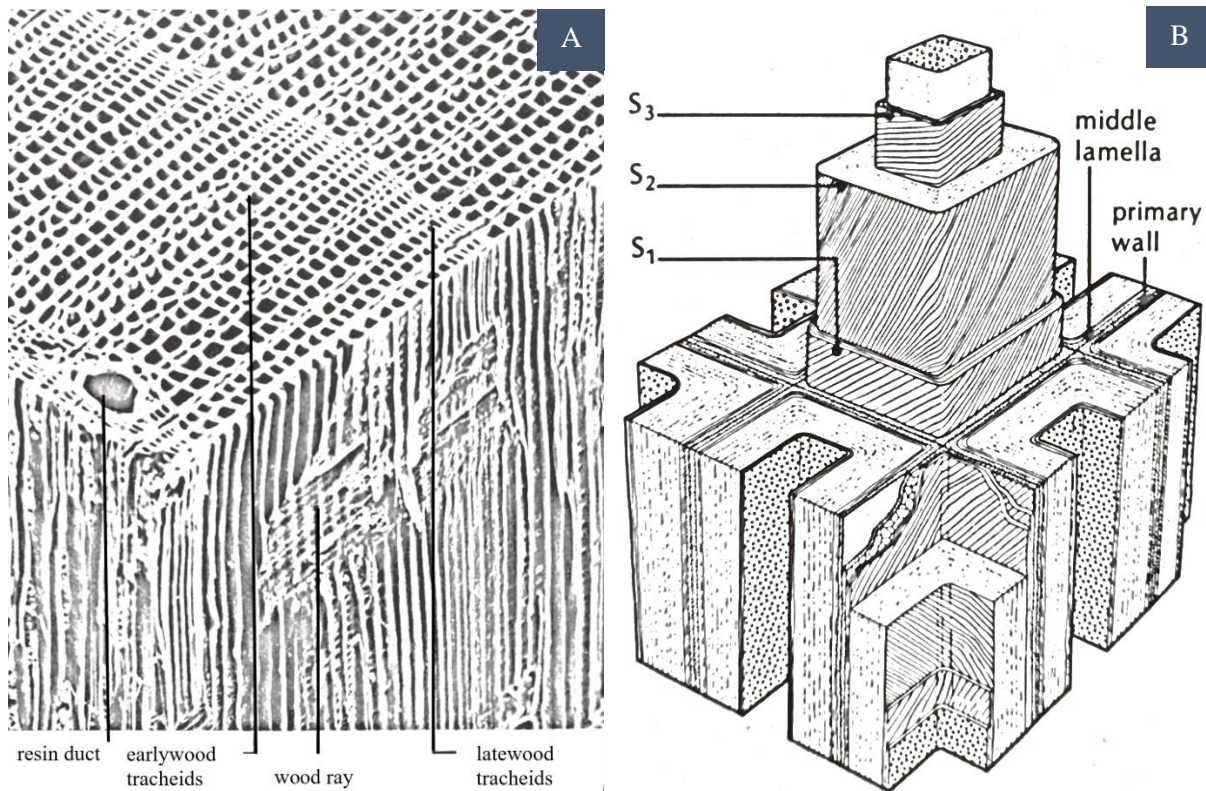 A
resin duct
earlywood
tracheids
wood ray
latewood
tracheids
B
S3
S2
S1
middle
lamella
primary
wall